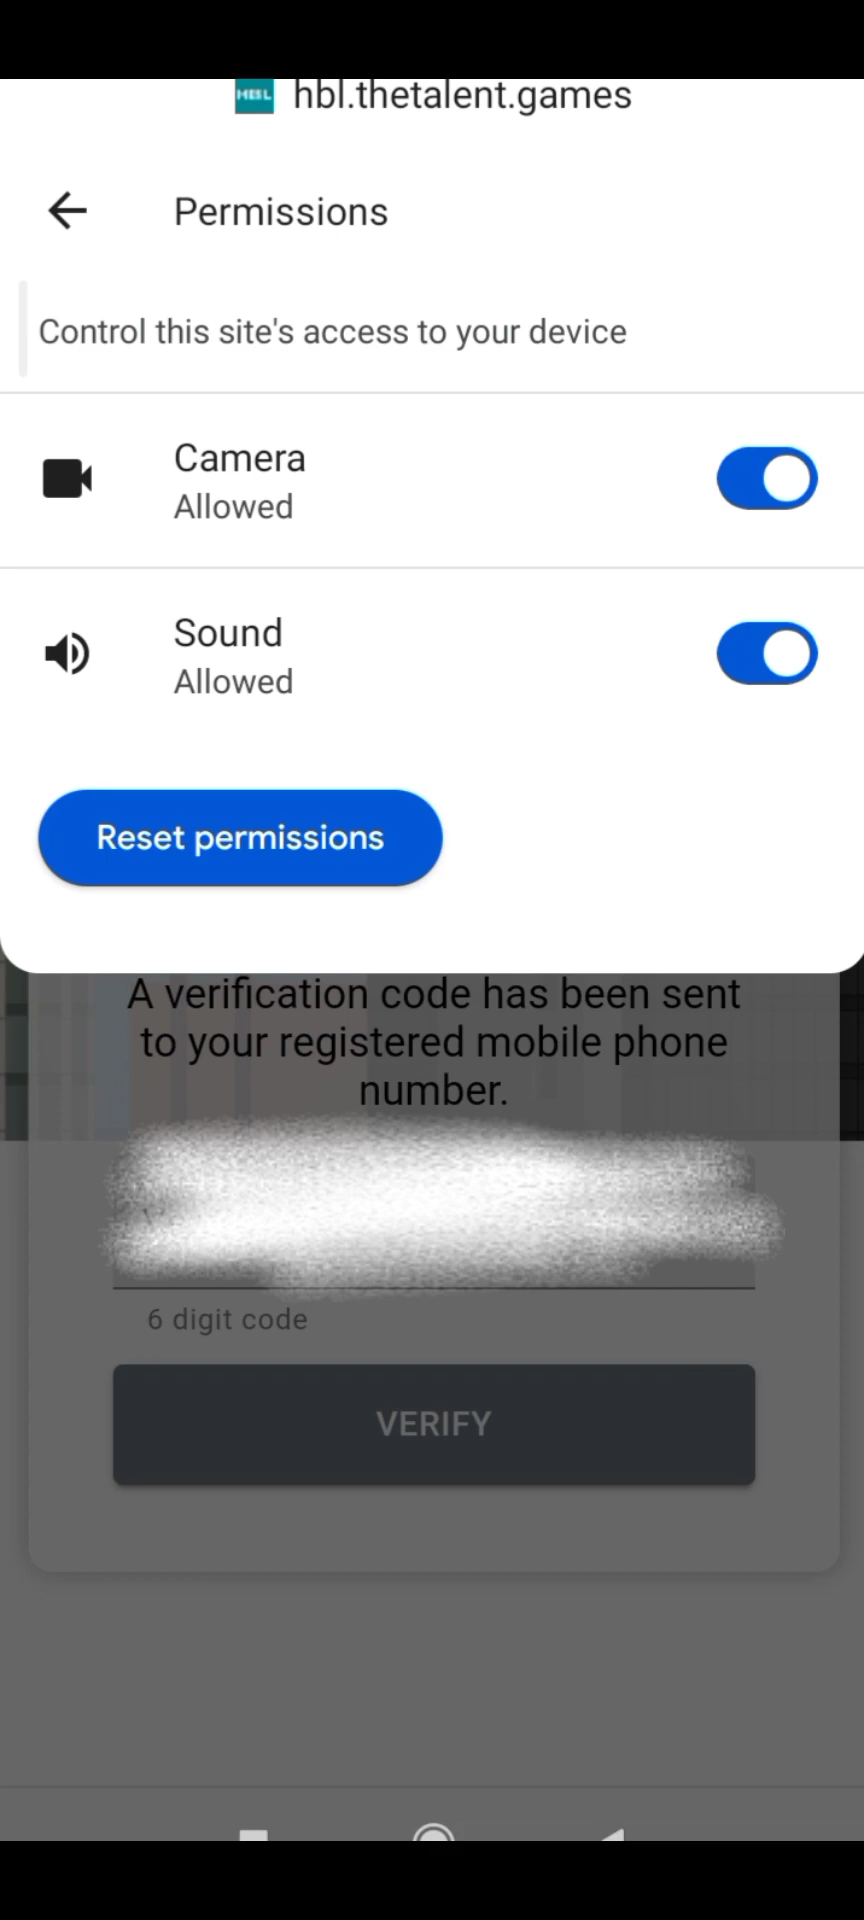 HBL
hbl.thetalent.games
Permissions
Control this site's access to your device
Camera
Allowed
Sound
Allowed
Reset permissions
A verification code has been sent
to your registered mobile phone
number.
6 digit code
VERIFY